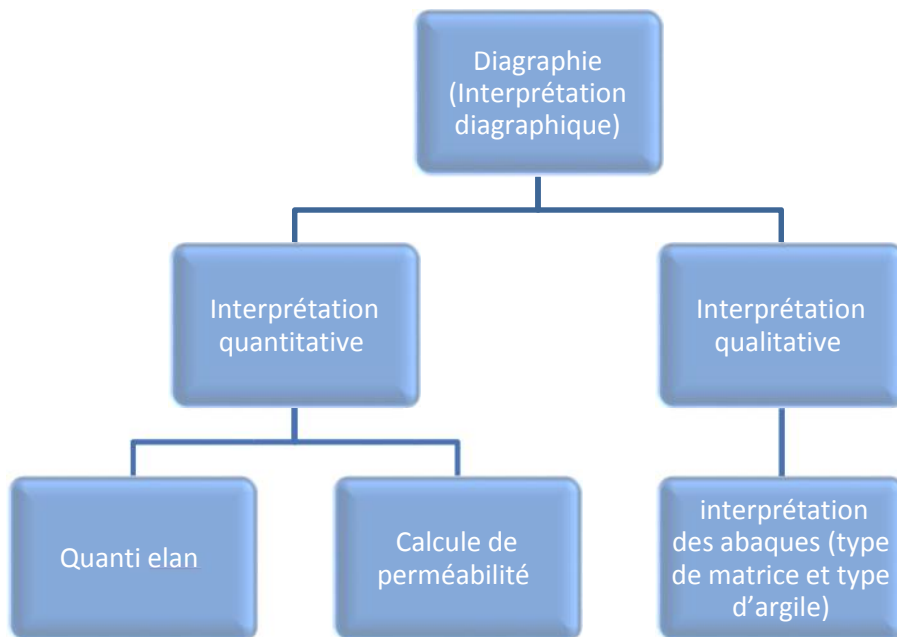 Diagraphie
(Interprétation
diagraphique)
Interprétation
quantitative
Interprétation
qualitative
Quanti elan
Calcule de
perméabilité
interprétation
des abaques (type
de matrice et type
d'argile)